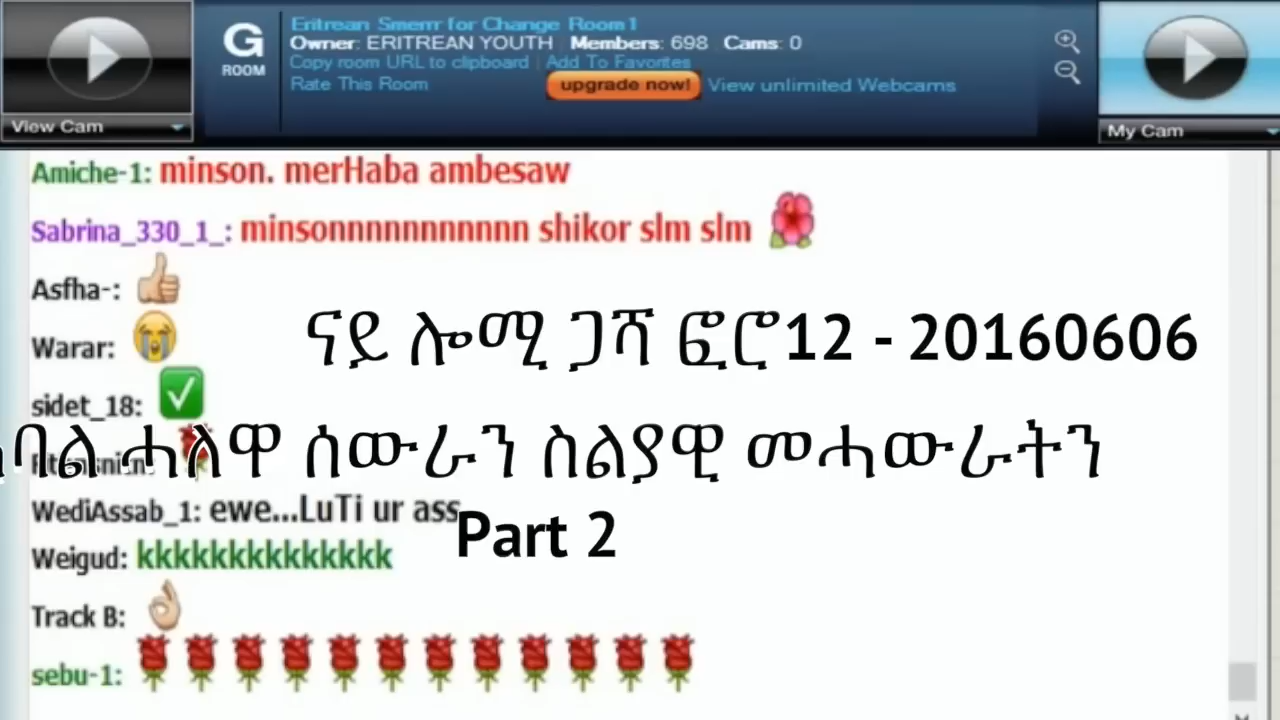 Eritrean Smerrr for Change Room1
G ROOM
Owner: ERITREAN YOUTH Members: 698 Cams: 0
Copy room URL to clipboard | Add To Favorites
Rate This Room upgrade now! View unlimited Webcams
View Cam
My Cam
Amiche-1: minson. merHaba ambesaw
Sabrina_330_1_: minsonnnnnnnnnnnn shikor slm slm
Asfha-:
Warar:
ናይ ሎሚ ጋሻ ፎሮ12 - 20160606
sidet_18:
ሓለዋ ሰውራን ስልያዊ መሓውራትን
WediAssab_1: ewe...LuTi ur ass
Part 2
Weigud: kkkkkkkkkkkkkk
Track B:
sebu-1: